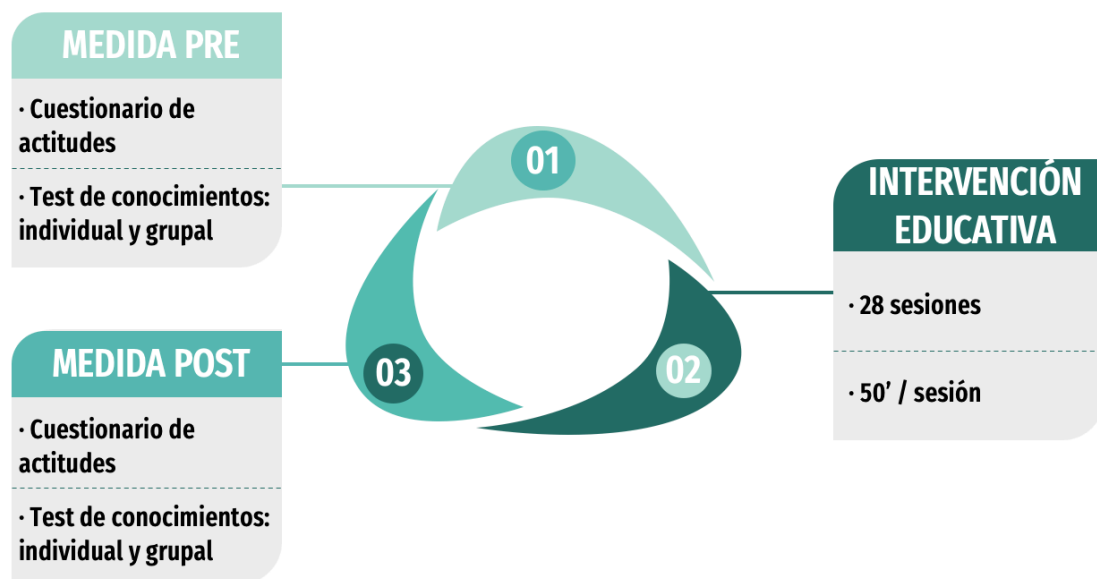 MEDIDA PRE
· Cuestionario de
actitudes
· Test de conocimientos:
individual y grupal
01
INTERVENCIÓN
EDUCATIVA
· 28 sesiones
· 50’ / sesión
02
03
MEDIDA POST
· Cuestionario de
actitudes
· Test de conocimientos:
individual y grupal